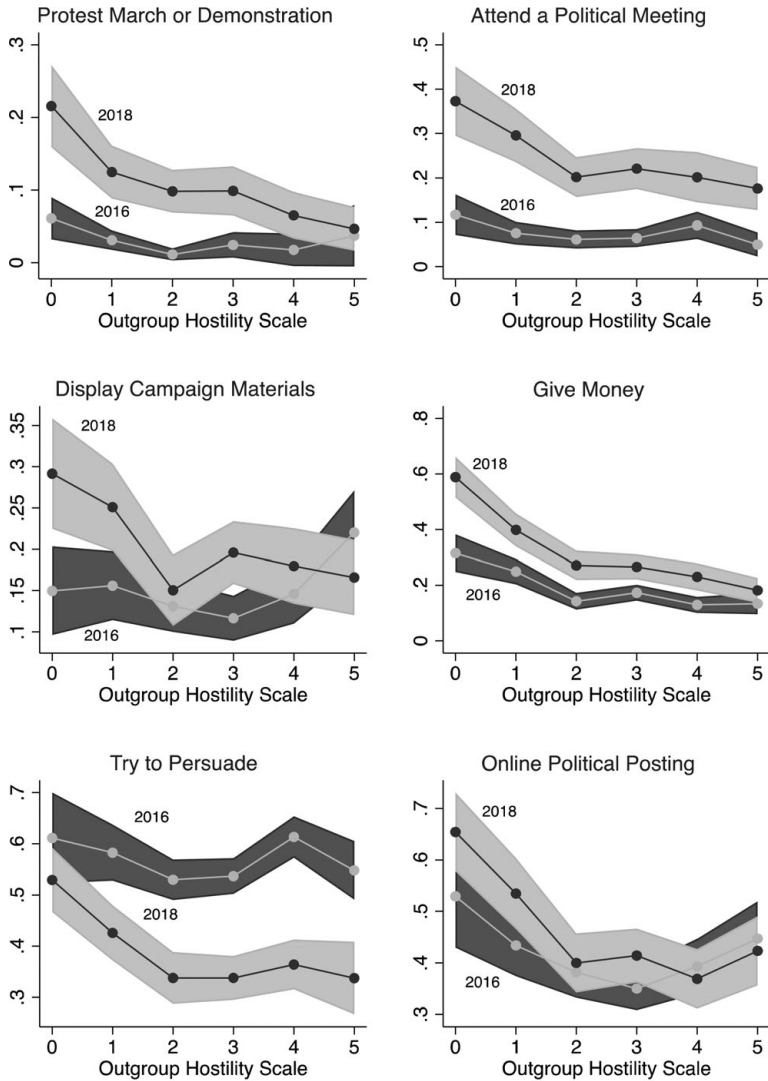 Protest March or Demonstration
.3
.2
.1
0
2018
2016
0 1 2 3 4 5
Outgroup Hostility Scale
Attend a Political Meeting
.5
.4
.3
.2
.1
0
2018
2016
0 1 2 3 4 5
Outgroup Hostility Scale
Display Campaign Materials
.35
.3
.25
.2
.15
.1
2018
2016
0 1 2 3 4 5
Outgroup Hostility Scale
Give Money
.8
.6
.4
.2
0
2018
2016
0 1 2 3 4 5
Outgroup Hostility Scale
Try to Persuade
.7
.6
.5
.4
.3
2016
2018
0 1 2 3 4 5
Outgroup Hostility Scale
Online Political Posting
.7
.6
.5
.4
.3
2018
2016
0 1 2 3 4 5
Outgroup Hostility Scale